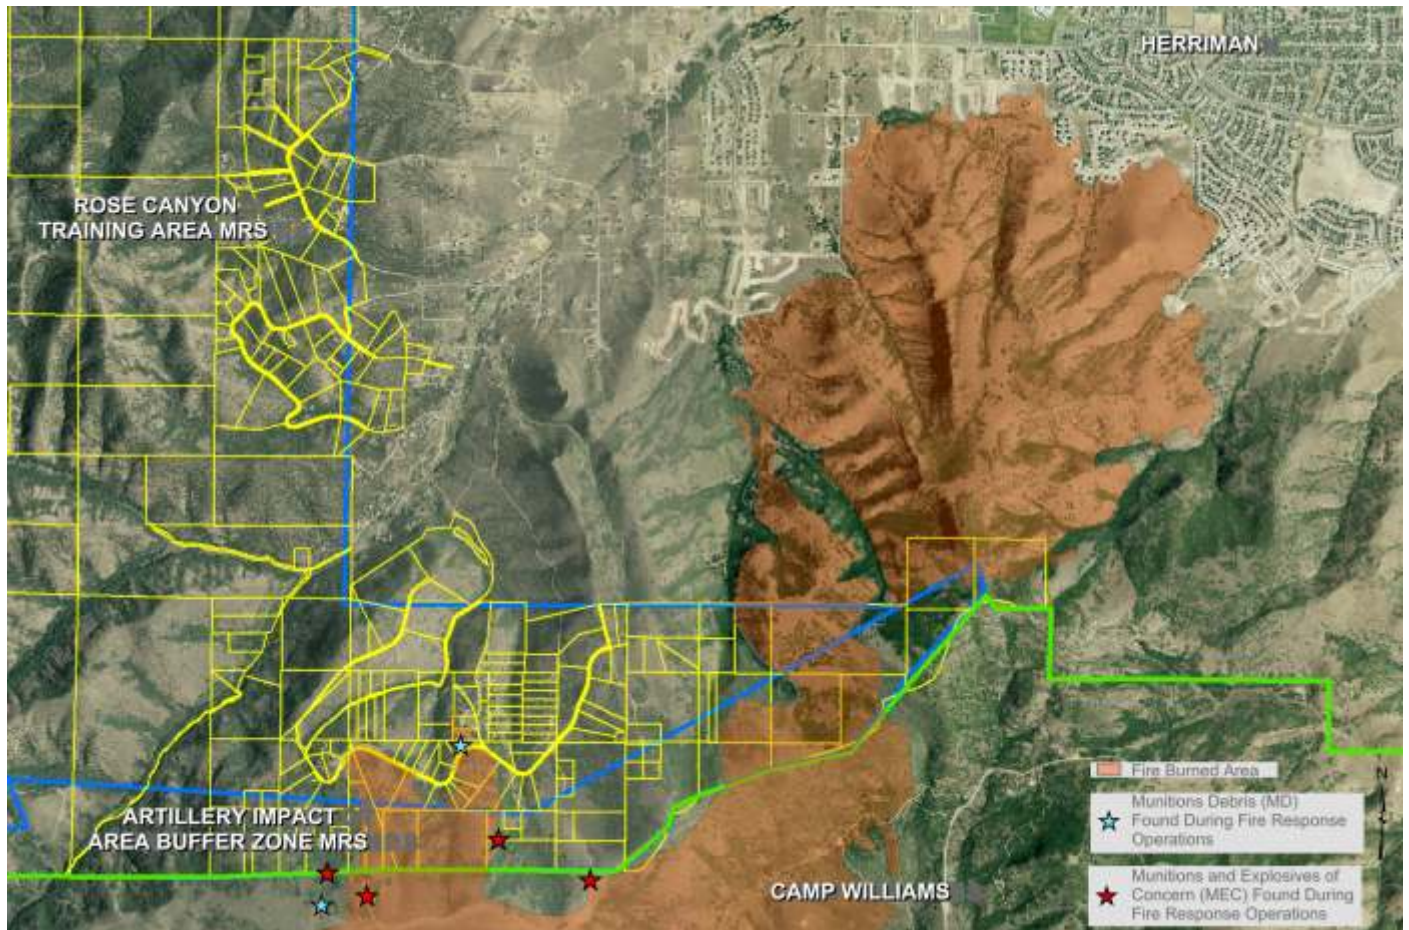 HERRIMAN
ROSE CANYON
TRAINING AREA MRS
ARTILLERY IMPACT
AREA BUFFER ZONE MRS
CAMP WILLIAMS
Fire Burned Area
Munitions Debris (MD)
Found During Fire Response
Operations
Munitions and Explosives of
Concern (MEC) Found During
Fire Response Operations
N